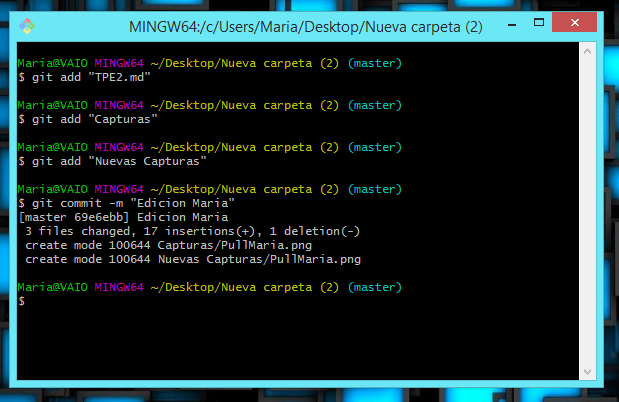 MINGW64:/c/Users/Maria/Desktop/Nueva carpeta (2)
Maria@VAIO MINGW64 ~/Desktop/Nueva carpeta (2) (master)
$ git add "TPE2.md"
Maria@VAIO MINGW64 ~/Desktop/Nueva carpeta (2) (master)
$ git add "Capturas"
Maria@VAIO MINGW64 ~/Desktop/Nueva carpeta (2) (master)
$ git add "Nuevas Capturas"
Maria@VAIO MINGW64 ~/Desktop/Nueva carpeta (2) (master)
$ git commit -m "Edicion Maria"
[master 69e6ebb] Edicion Maria
 3 files changed, 17 insertions(+), 1 deletion(-)
 create mode 100644 Capturas/PullMaria.png
 create mode 100644 Nuevas Capturas/PullMaria.png
Maria@VAIO MINGW64 ~/Desktop/Nueva carpeta (2) (master)
$